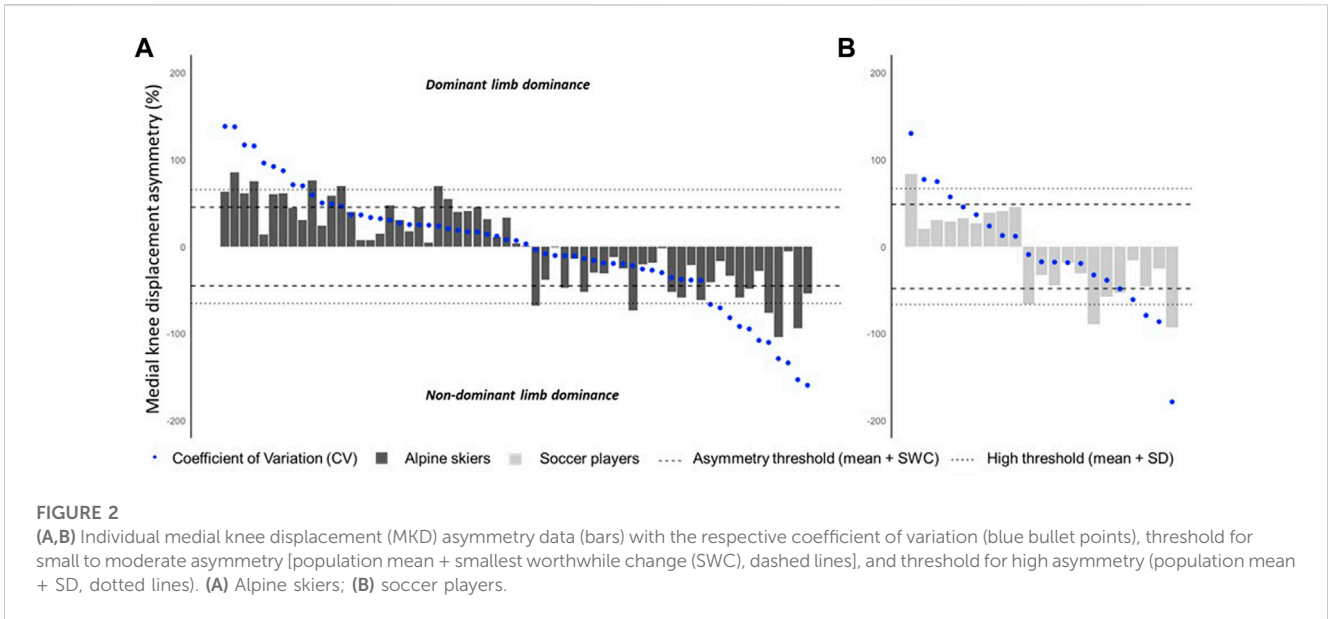 A
B
Medial knee displacement asymmetry (%)
200
100
0
-100
-200
Dominant limb dominance
Non-dominant limb dominance
200
100
0
-100
-200
Coefficient of Variation (CV) Alpine skiers Soccer players Asymmetry threshold (mean + SWC) High threshold (mean + SD)
FIGURE 2
(A,B) Individual medial knee displacement (MKD) asymmetry data (bars) with the respective coefficient of variation (blue bullet points), threshold for
small to moderate asymmetry [population mean + smallest worthwhile change (SWC), dashed lines], and threshold for high asymmetry (population mean
+ SD, dotted lines). (A) Alpine skiers; (B) soccer players.